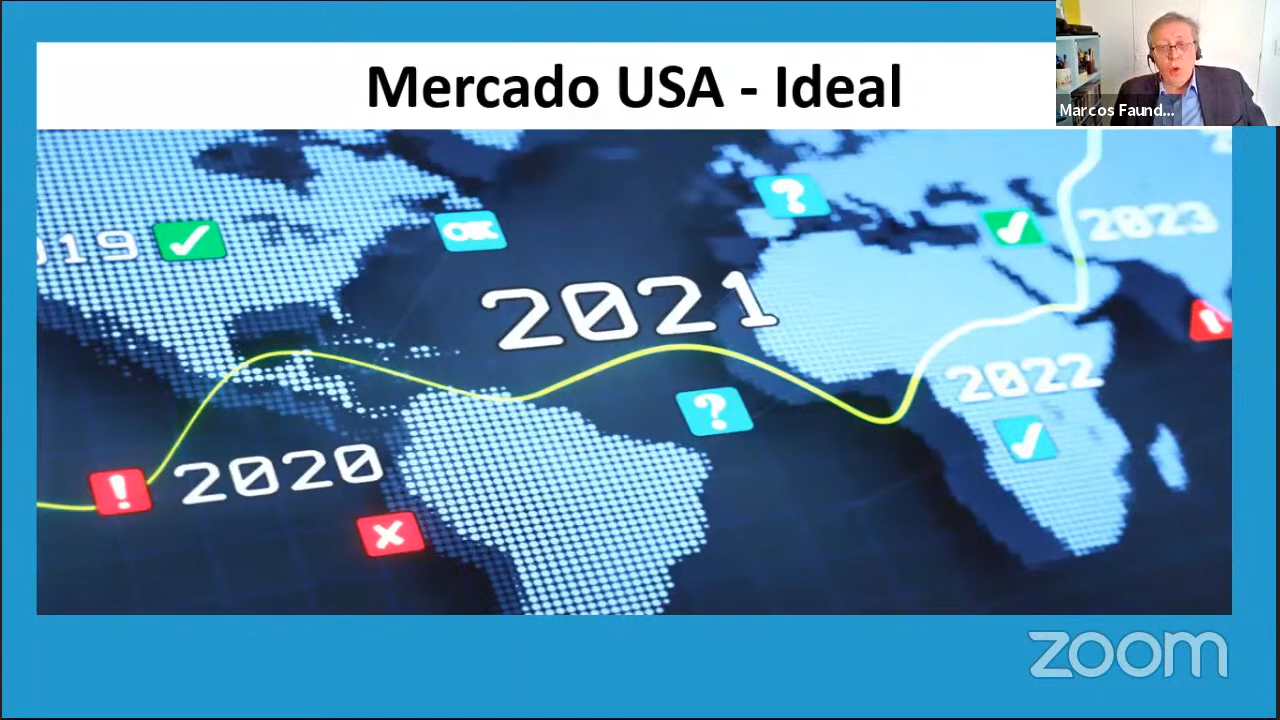 Mercado USA - Ideal
Marcos Faund...
OK
2023
019
2021
2022
2020
zoom